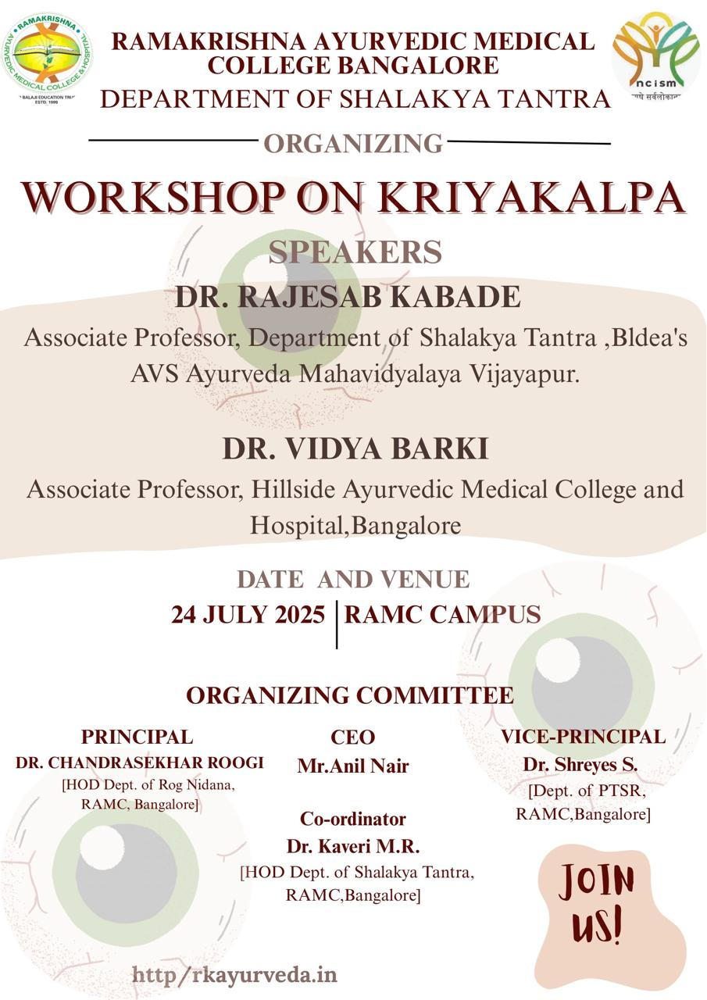 RAMAKRISHNA
AYURVEDIC MEDICAL COLLEGE & HOSPITAL
BALAJI EDUCATION TRU
ESTD. 1999
ncism
RAMAKRISHNA AYURVEDIC MEDICAL
COLLEGE BANGALORE
DEPARTMENT OF SHALAKYA TANTRA
ORGANIZING
WORKSHOP ON KRIYAKALPA
SPEAKERS
DR. RAJESAB KABADE
Associate Professor, Department of Shalakya Tantra ,Bldea's
AVS Ayurveda Mahavidyalaya Vijayapur.
DR. VIDYA BARKI
Associate Professor, Hillside Ayurvedic Medical College and
Hospital,Bangalore
DATE AND VENUE
24 JULY 2025 | RAMC CAMPUS
ORGANIZING COMMITTEE
PRINCIPAL
DR. CHANDRASEKHAR ROOGI
[HOD Dept. of Rog Nidana,
RAMC, Bangalore]
CEO
Mr.Anil Nair
VICE-PRINCIPAL
Dr. Shreyes S.
[Dept. of PTSR,
RAMC,Bangalore]
Co-ordinator
Dr. Kaveri M.R.
[HOD Dept. of Shalakya Tantra,
RAMC,Bangalore]
JOIN
US!
http/rkayurveda.in